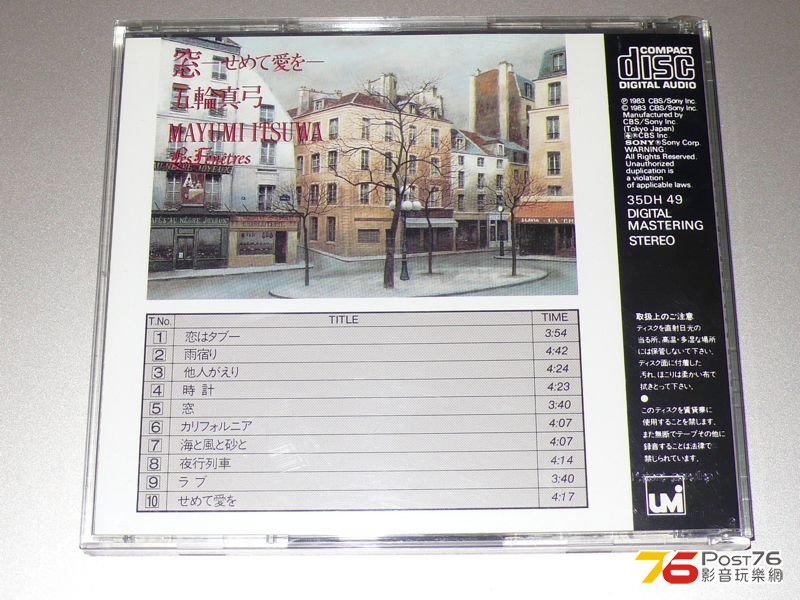 窓—せめて愛を—
五輪真弓
MAYUMI ITSUWA
Les Fenêtres
COMPACT
disc
DIGITAL AUDIO
Ⓟ 1983 CBS/Sony Inc.
© 1983 CBS/Sony Inc.
Manufactured by
CBS/Sony Inc.
(Tokyo Japan)
®CBS Inc.
SONY®Sony Corp.
WARNING:
All Rights Reserved.
Unauthorized
duplication is
a violation
of applicable laws.
35DH 49
DIGITAL
MASTERING
STEREO
T.No. TITLE TIME
1 恋はタブー 3:54
2 雨宿り 4:42
3 他人がえり 4:24
4 時計 4:23
5 窓 3:40
6 カリフォルニア 4:07
7 海と風と砂と 4:07
8 夜行列車 4:14
9 ラブ 3:40
10 せめて愛を 4:17
取扱上のご注意
ディスクを直射日光の
当る所、高温・多湿な場所
には保管しないで下さい。
ディスク面に付着した
汚れ、ほこりは柔かい布で
拭きとって下さい。
●
このディスクを賃貸業に
使用することを禁じます。
また無断でテープその他に
録音することは法律で
禁じられています。
76 Post76
影音玩樂網